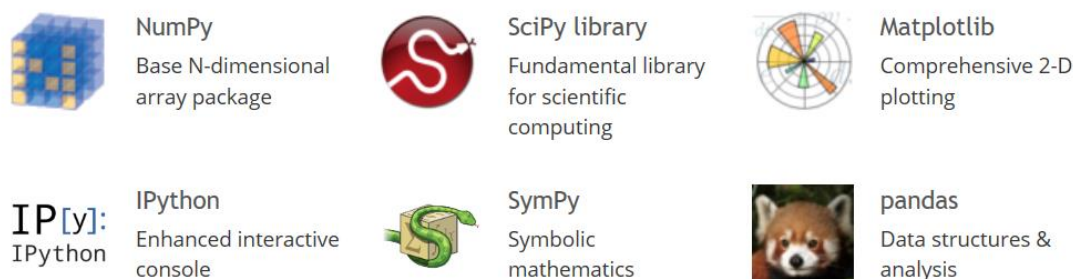 NumPy
Base N-dimensional
array package
SciPy library
Fundamental library
for scientific
computing
Matplotlib
Comprehensive 2-D
plotting
IP[y]:
IPython
IPython
Enhanced interactive
console
SymPy
Symbolic
mathematics
pandas
Data structures &
analysis